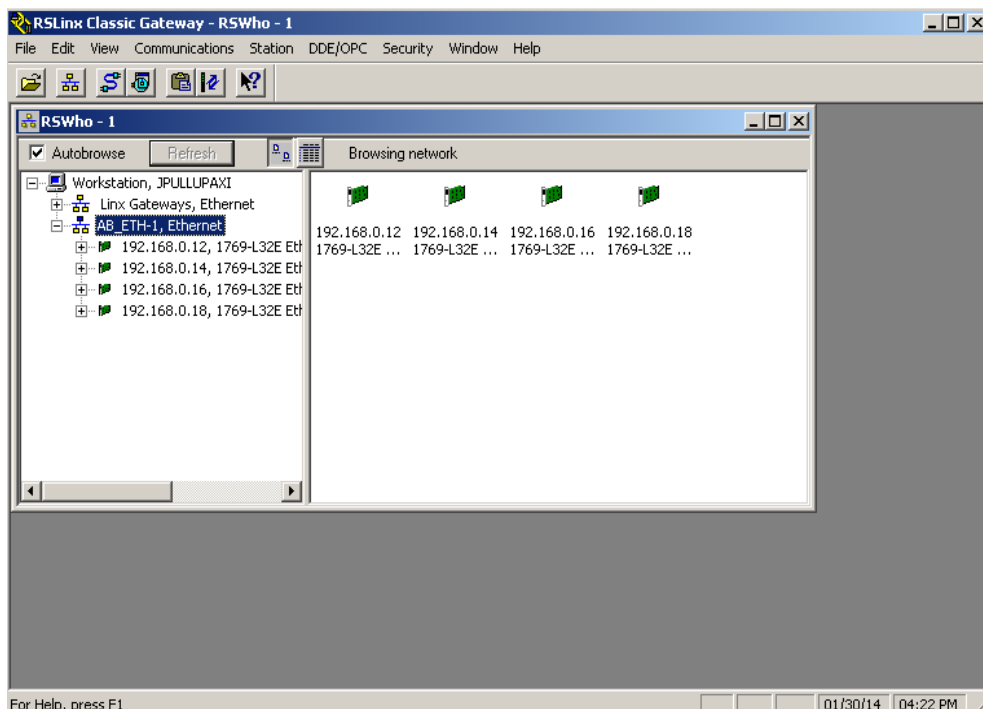 RSLinx Classic Gateway - RSWho - 1
File Edit View Communications Station DDE/OPC Security Window Help
RSWho - 1
Autobrowse Refresh Browsing network
Workstation, JPULLUPAXI
Linx Gateways, Ethernet
AB_ETH-1, Ethernet
192.168.0.12, 1769-L32E Eth
192.168.0.14, 1769-L32E Eth
192.168.0.16, 1769-L32E Eth
192.168.0.18, 1769-L32E Eth
192.168.0.12 192.168.0.14 192.168.0.16 192.168.0.18
1769-L32E ... 1769-L32E ... 1769-L32E ... 1769-L32E ...
For Help, press F1 01/30/14 04:22 PM